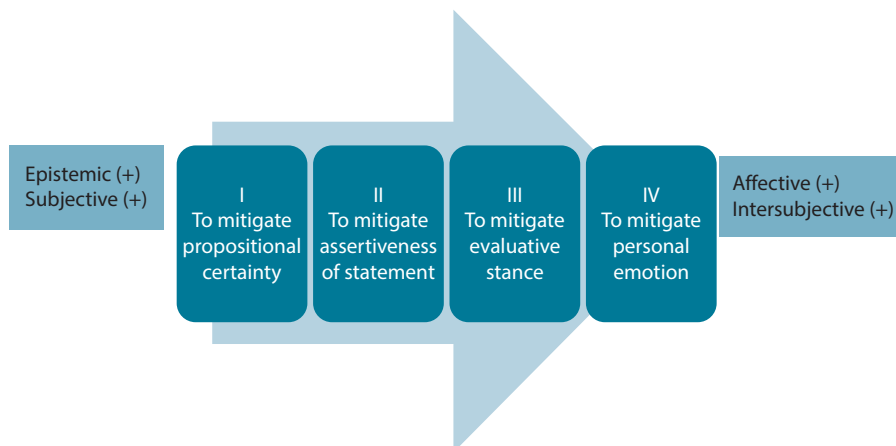 Epistemic (+)
Subjective (+)
I
To mitigate
propositional
certainty
II
To mitigate
assertiveness
of statement
III
To mitigate
evaluative
stance
IV
To mitigate
personal
emotion
Affective (+)
Intersubjective (+)